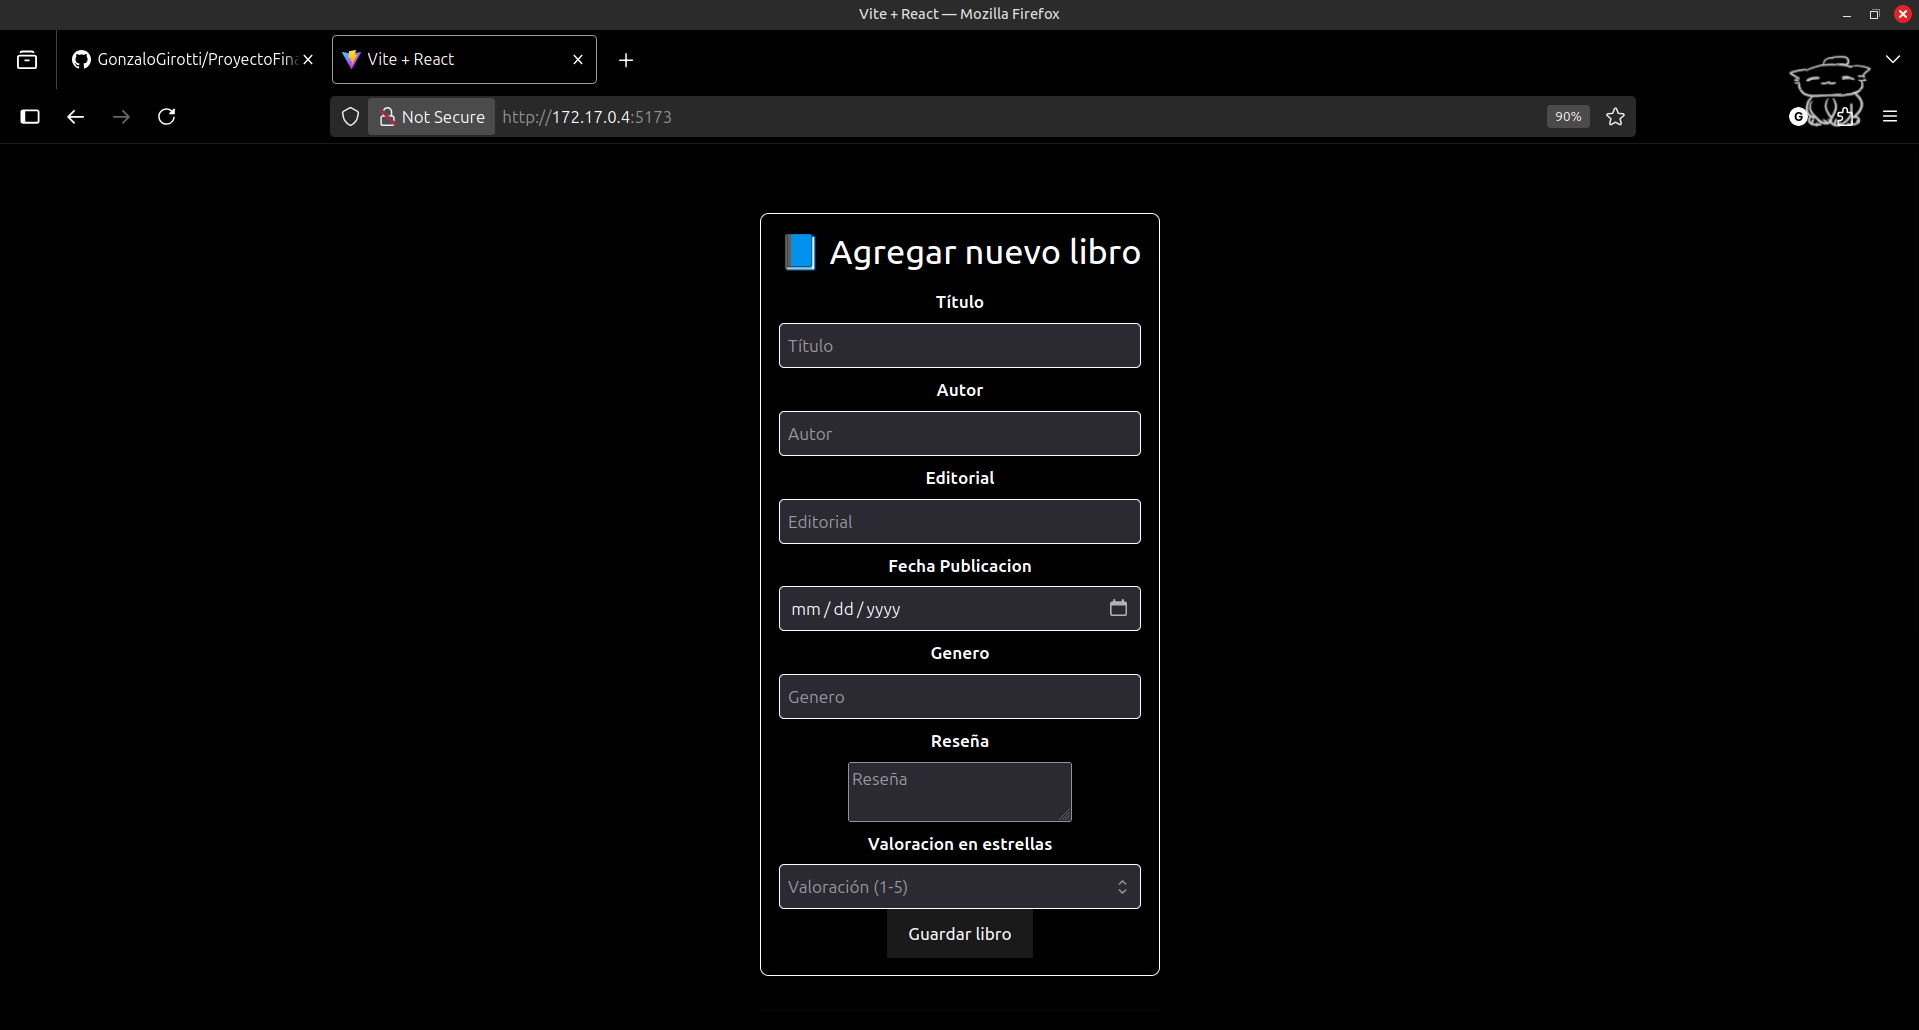 Vite + React — Mozilla Firefox
GonzaloGirotti/ProyectoFin
Vite + React
Not Secure
http://172.17.0.4:5173
90%
G
📘 Agregar nuevo libro
Título
Título
Autor
Autor
Editorial
Editorial
Fecha Publicacion
mm/dd/yyyy
Genero
Genero
Reseña
Reseña
Valoracion en estrellas
Valoración (1-5)
Guardar libro